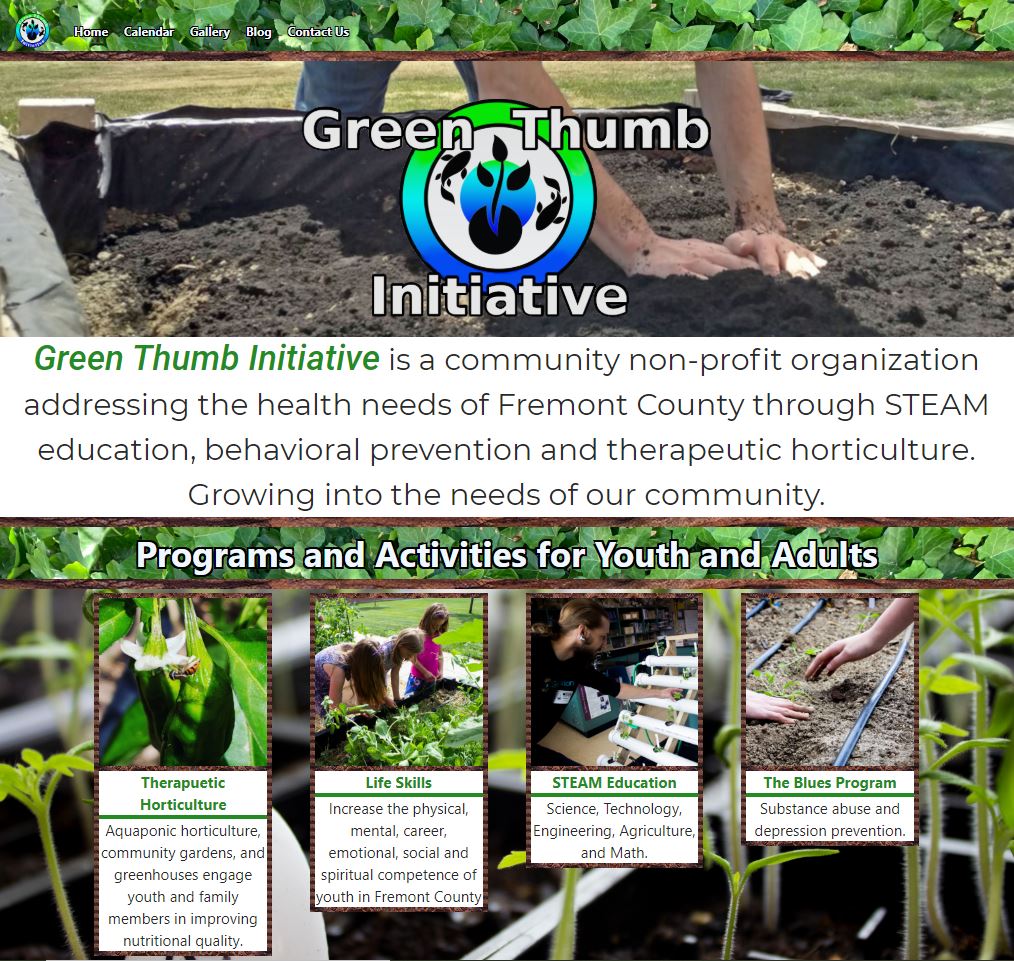 Home Calendar Gallery Blog Contact Us
Green Thumb
Initiative
Green Thumb Initiative is a community non-profit organization
addressing the health needs of Fremont County through STEAM
education, behavioral prevention and therapeutic horticulture.
Growing into the needs of our community.
Programs and Activities for Youth and Adults
Therapuetic
Horticulture
Aquaponic horticulture,
community gardens, and
greenhouses engage
youth and family
members in improving
nutritional quality.
Life Skills
Increase the physical,
mental, career,
emotional, social and
spiritual competence of
youth in Fremont County
STEAM Education
Science, Technology,
Engineering, Agriculture,
and Math.
The Blues Program
Substance abuse and
depression prevention.